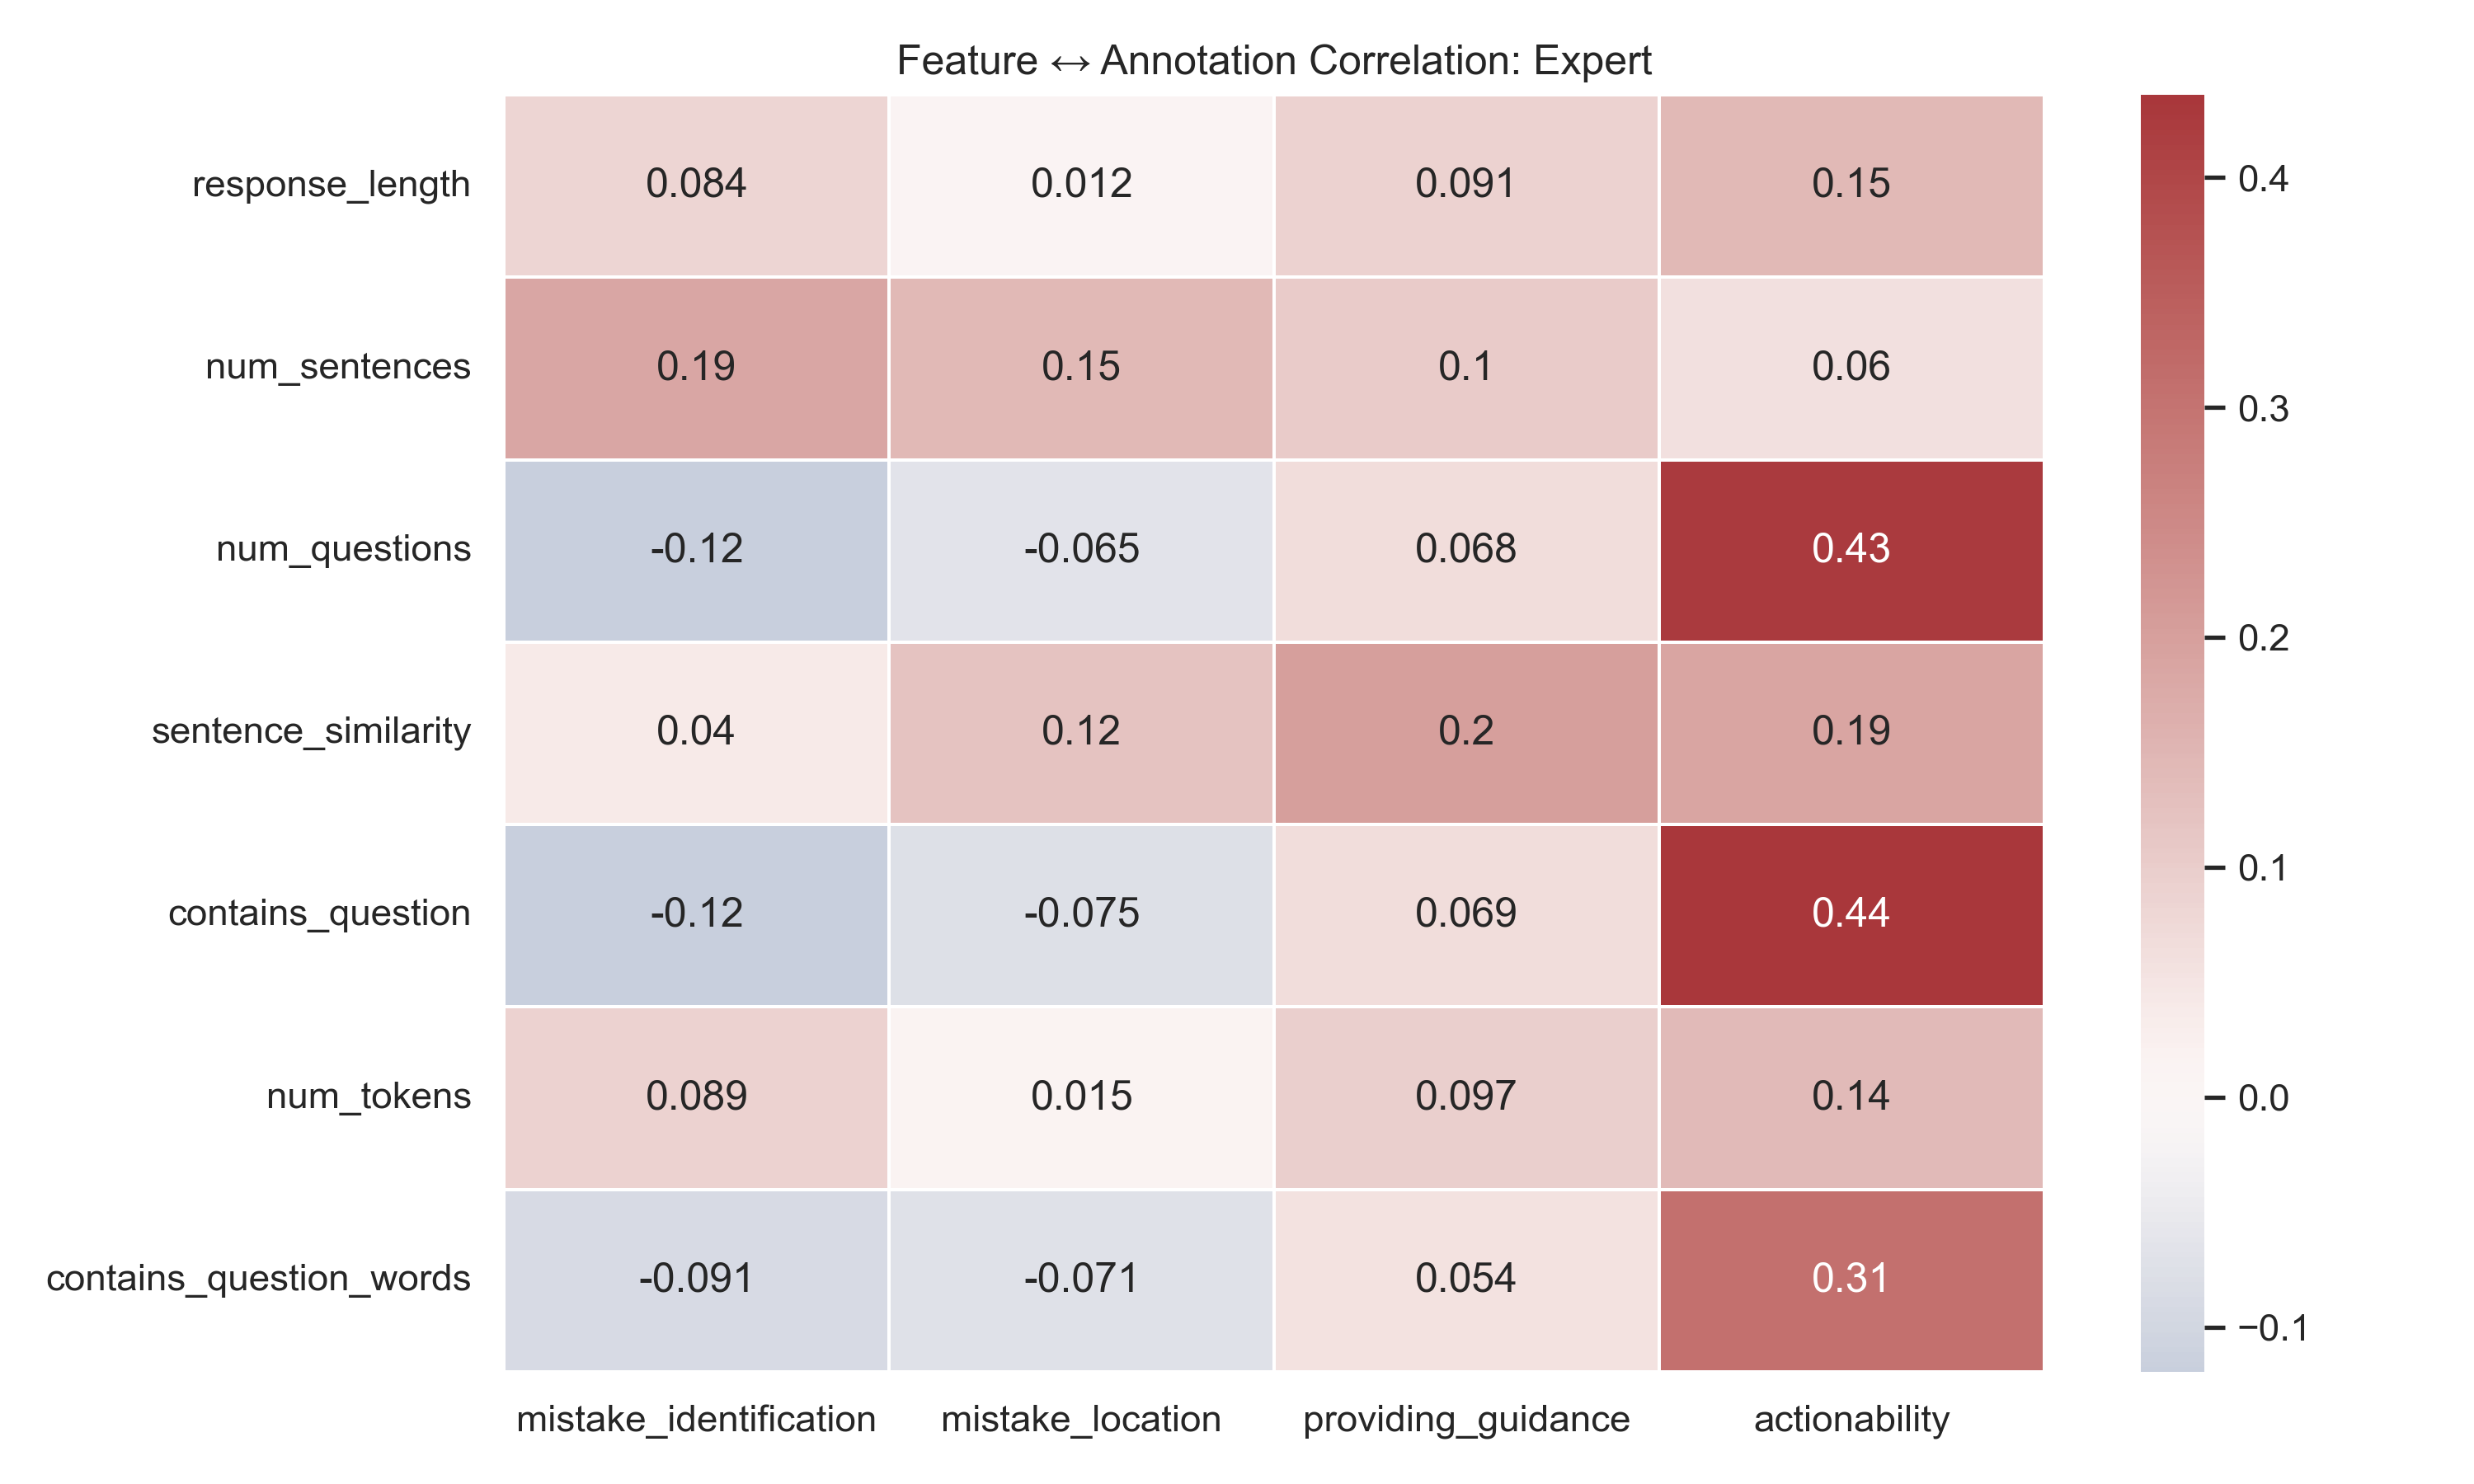 Feature ↔ Annotation Correlation: Expert
response_length 0.084 0.012 0.091 0.15
num_sentences 0.19 0.15 0.1 0.06
num_questions -0.12 -0.065 0.068 0.43
sentence_similarity 0.04 0.12 0.2 0.19
contains_question -0.12 -0.075 0.069 0.44
num_tokens 0.089 0.015 0.097 0.14
contains_question_words -0.091 -0.071 0.054 0.31
mistake_identification mistake_location providing_guidance actionability
0.4
0.3
0.2
0.1
0.0
−0.1